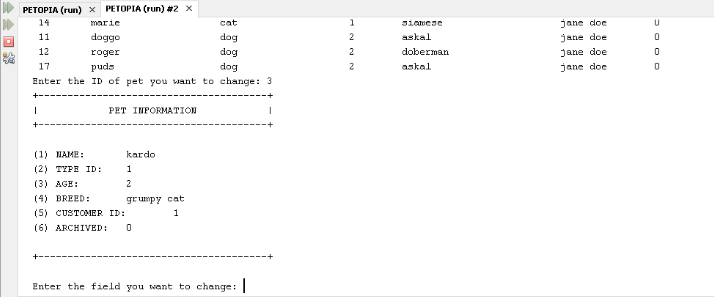 PETOPIA (run) × PETOPIA (run) #2 ×
14 marie cat 1 siamese jane doe 0
11 doggo dog 2 askal jane doe 0
12 roger dog 2 doberman jane doe 0
17 puds dog 2 askal jane doe 0
Enter the ID of pet you want to change: 3
+--------------------------------------+
| PET INFORMATION |
+--------------------------------------+
(1) NAME: kardo
(2) TYPE ID: 1
(3) AGE: 2
(4) BREED: grumpy cat
(5) CUSTOMER ID: 1
(6) ARCHIVED: 0
+--------------------------------------+
Enter the field you want to change: